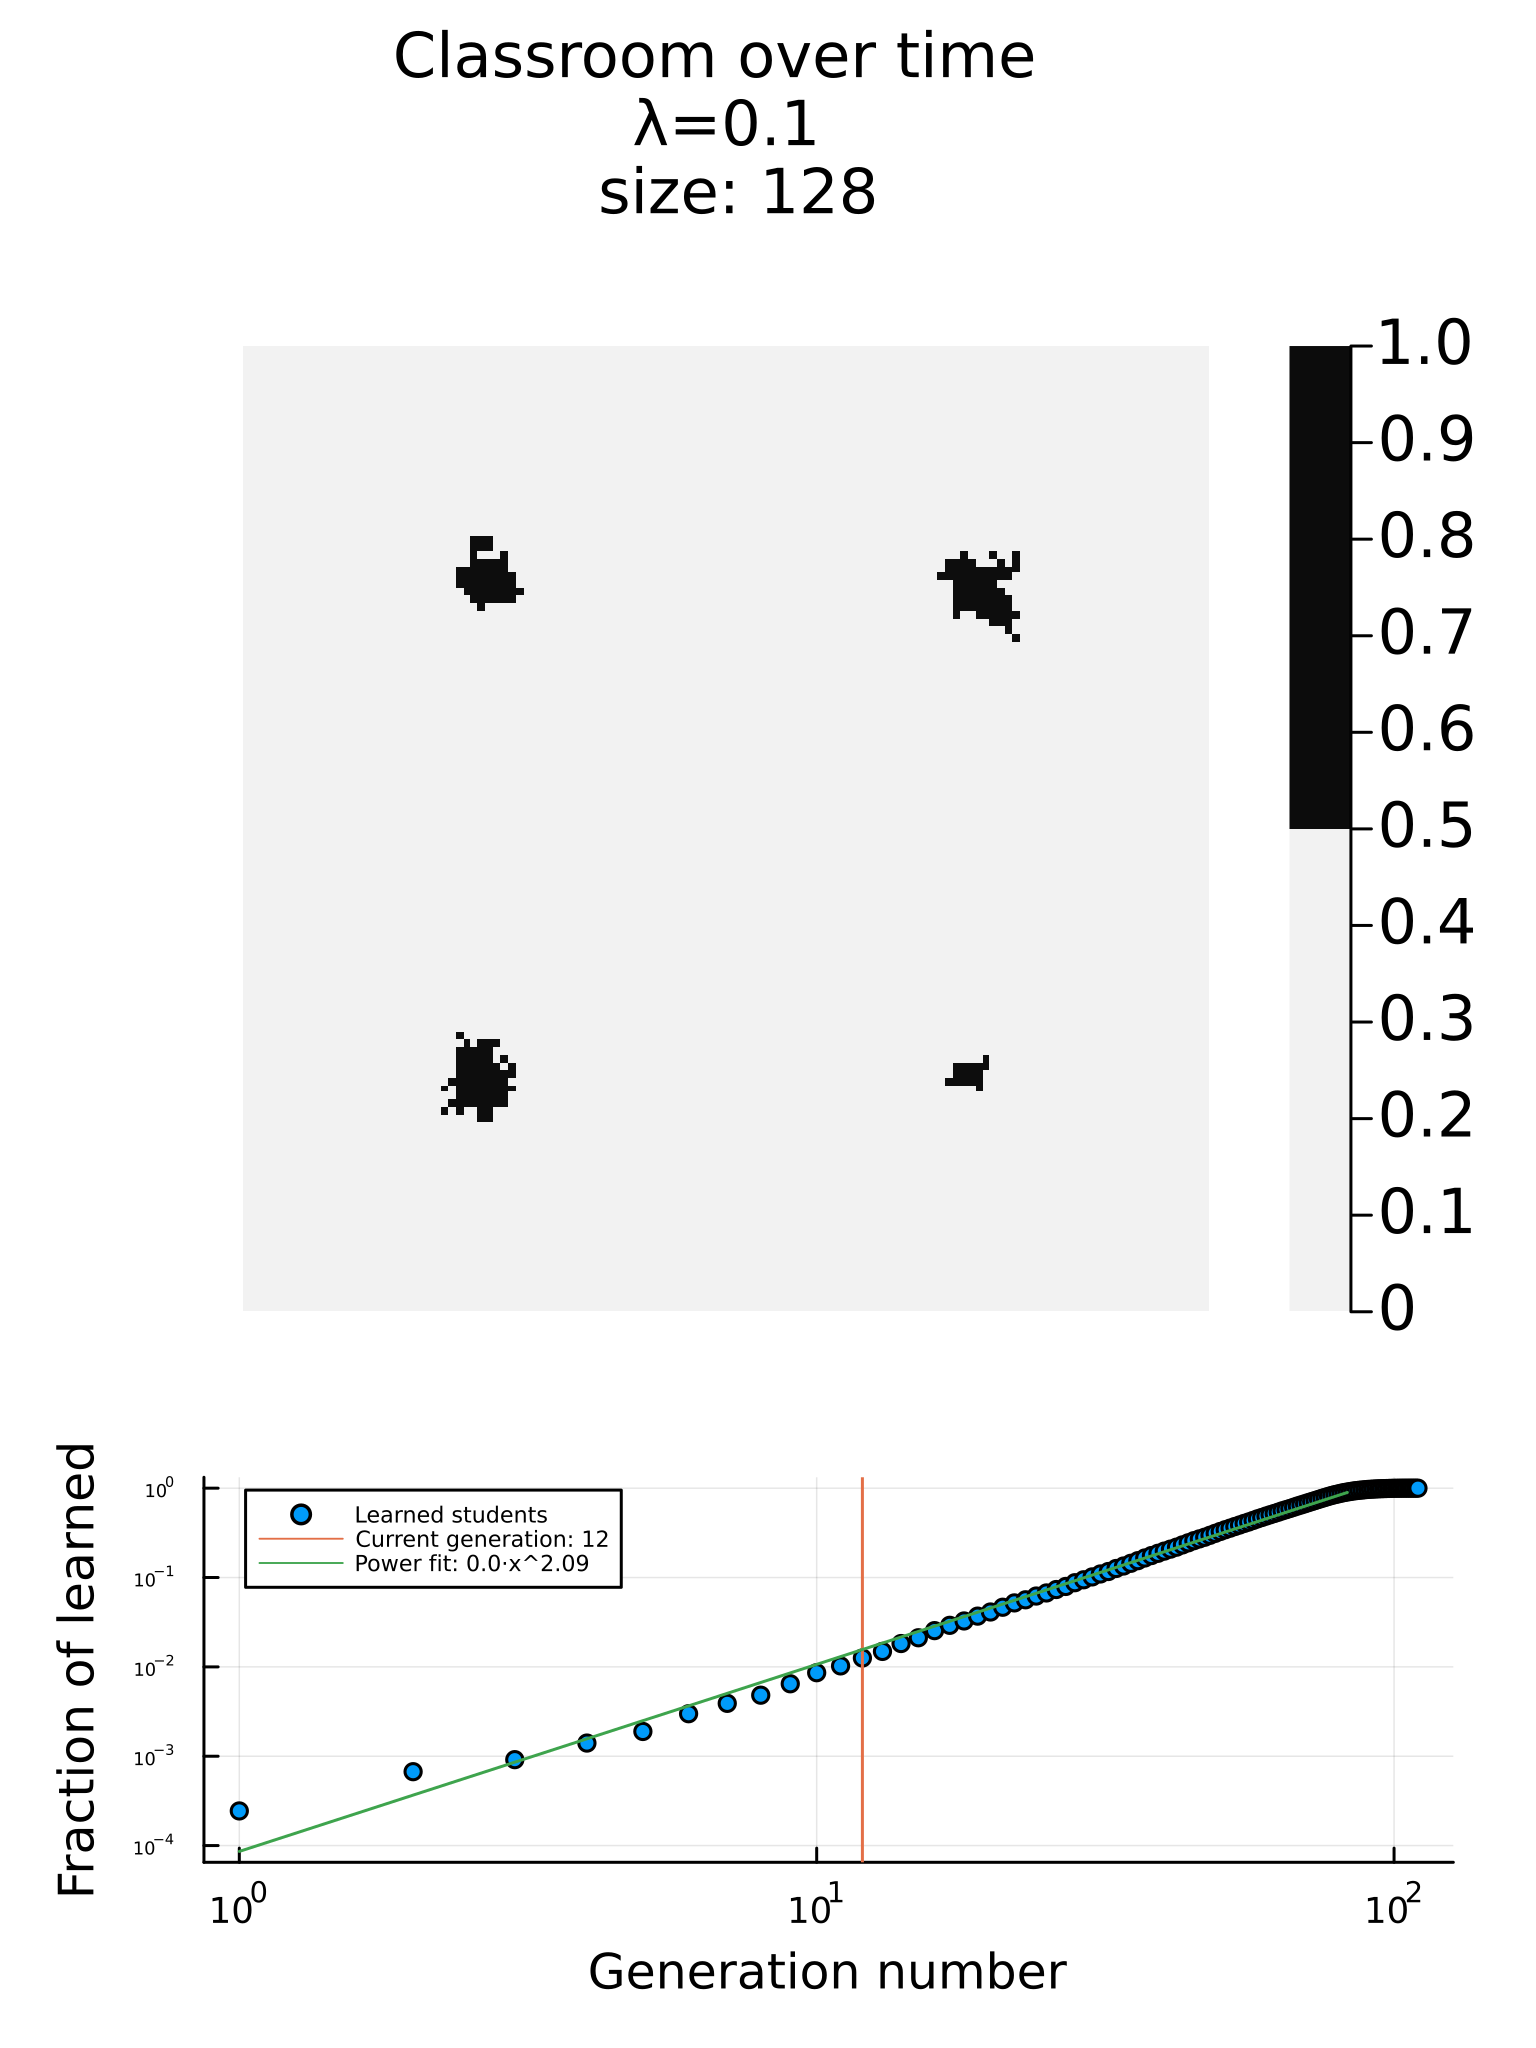 Classroom over time
λ=0.1
size: 128
1.0
0.9
0.8
0.7
0.6
0.5
0.4
0.3
0.2
0.1
0
Fraction of learned
10^0
10^-1
10^-2
10^-3
10^-4
Learned students
Current generation: 12
Power fit: 0.0·x^2.09
10^0 10^1 10^2
Generation number